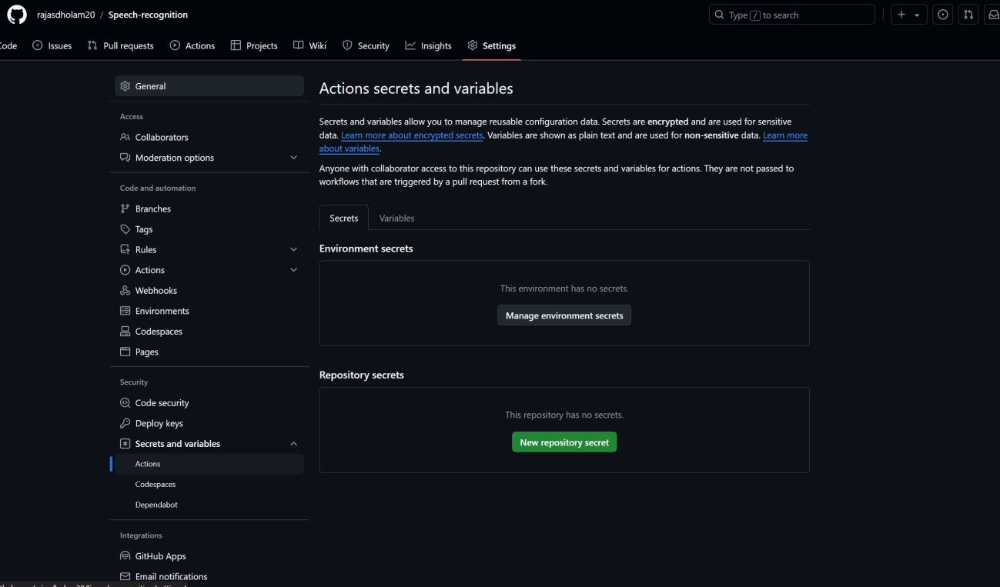 rajasdholam20 / Speech-recognition
Type / to search
Code Issues Pull requests Actions Projects Wiki Security Insights Settings
General
Access
Collaborators
Moderation options
Code and automation
Branches
Tags
Rules
Actions
Webhooks
Environments
Codespaces
Pages
Security
Code security
Deploy keys
Secrets and variables
Actions
Codespaces
Dependabot
Integrations
GitHub Apps
Email notifications
Actions secrets and variables
Secrets and variables allow you to manage reusable configuration data. Secrets are encrypted and are used for sensitive
data. Learn more about encrypted secrets. Variables are shown as plain text and are used for non-sensitive data. Learn more
about variables.
Anyone with collaborator access to this repository can use these secrets and variables for actions. They are not passed to
workflows that are triggered by a pull request from a fork.
Secrets Variables
Environment secrets
This environment has no secrets.
Manage environment secrets
Repository secrets
This repository has no secrets.
New repository secret